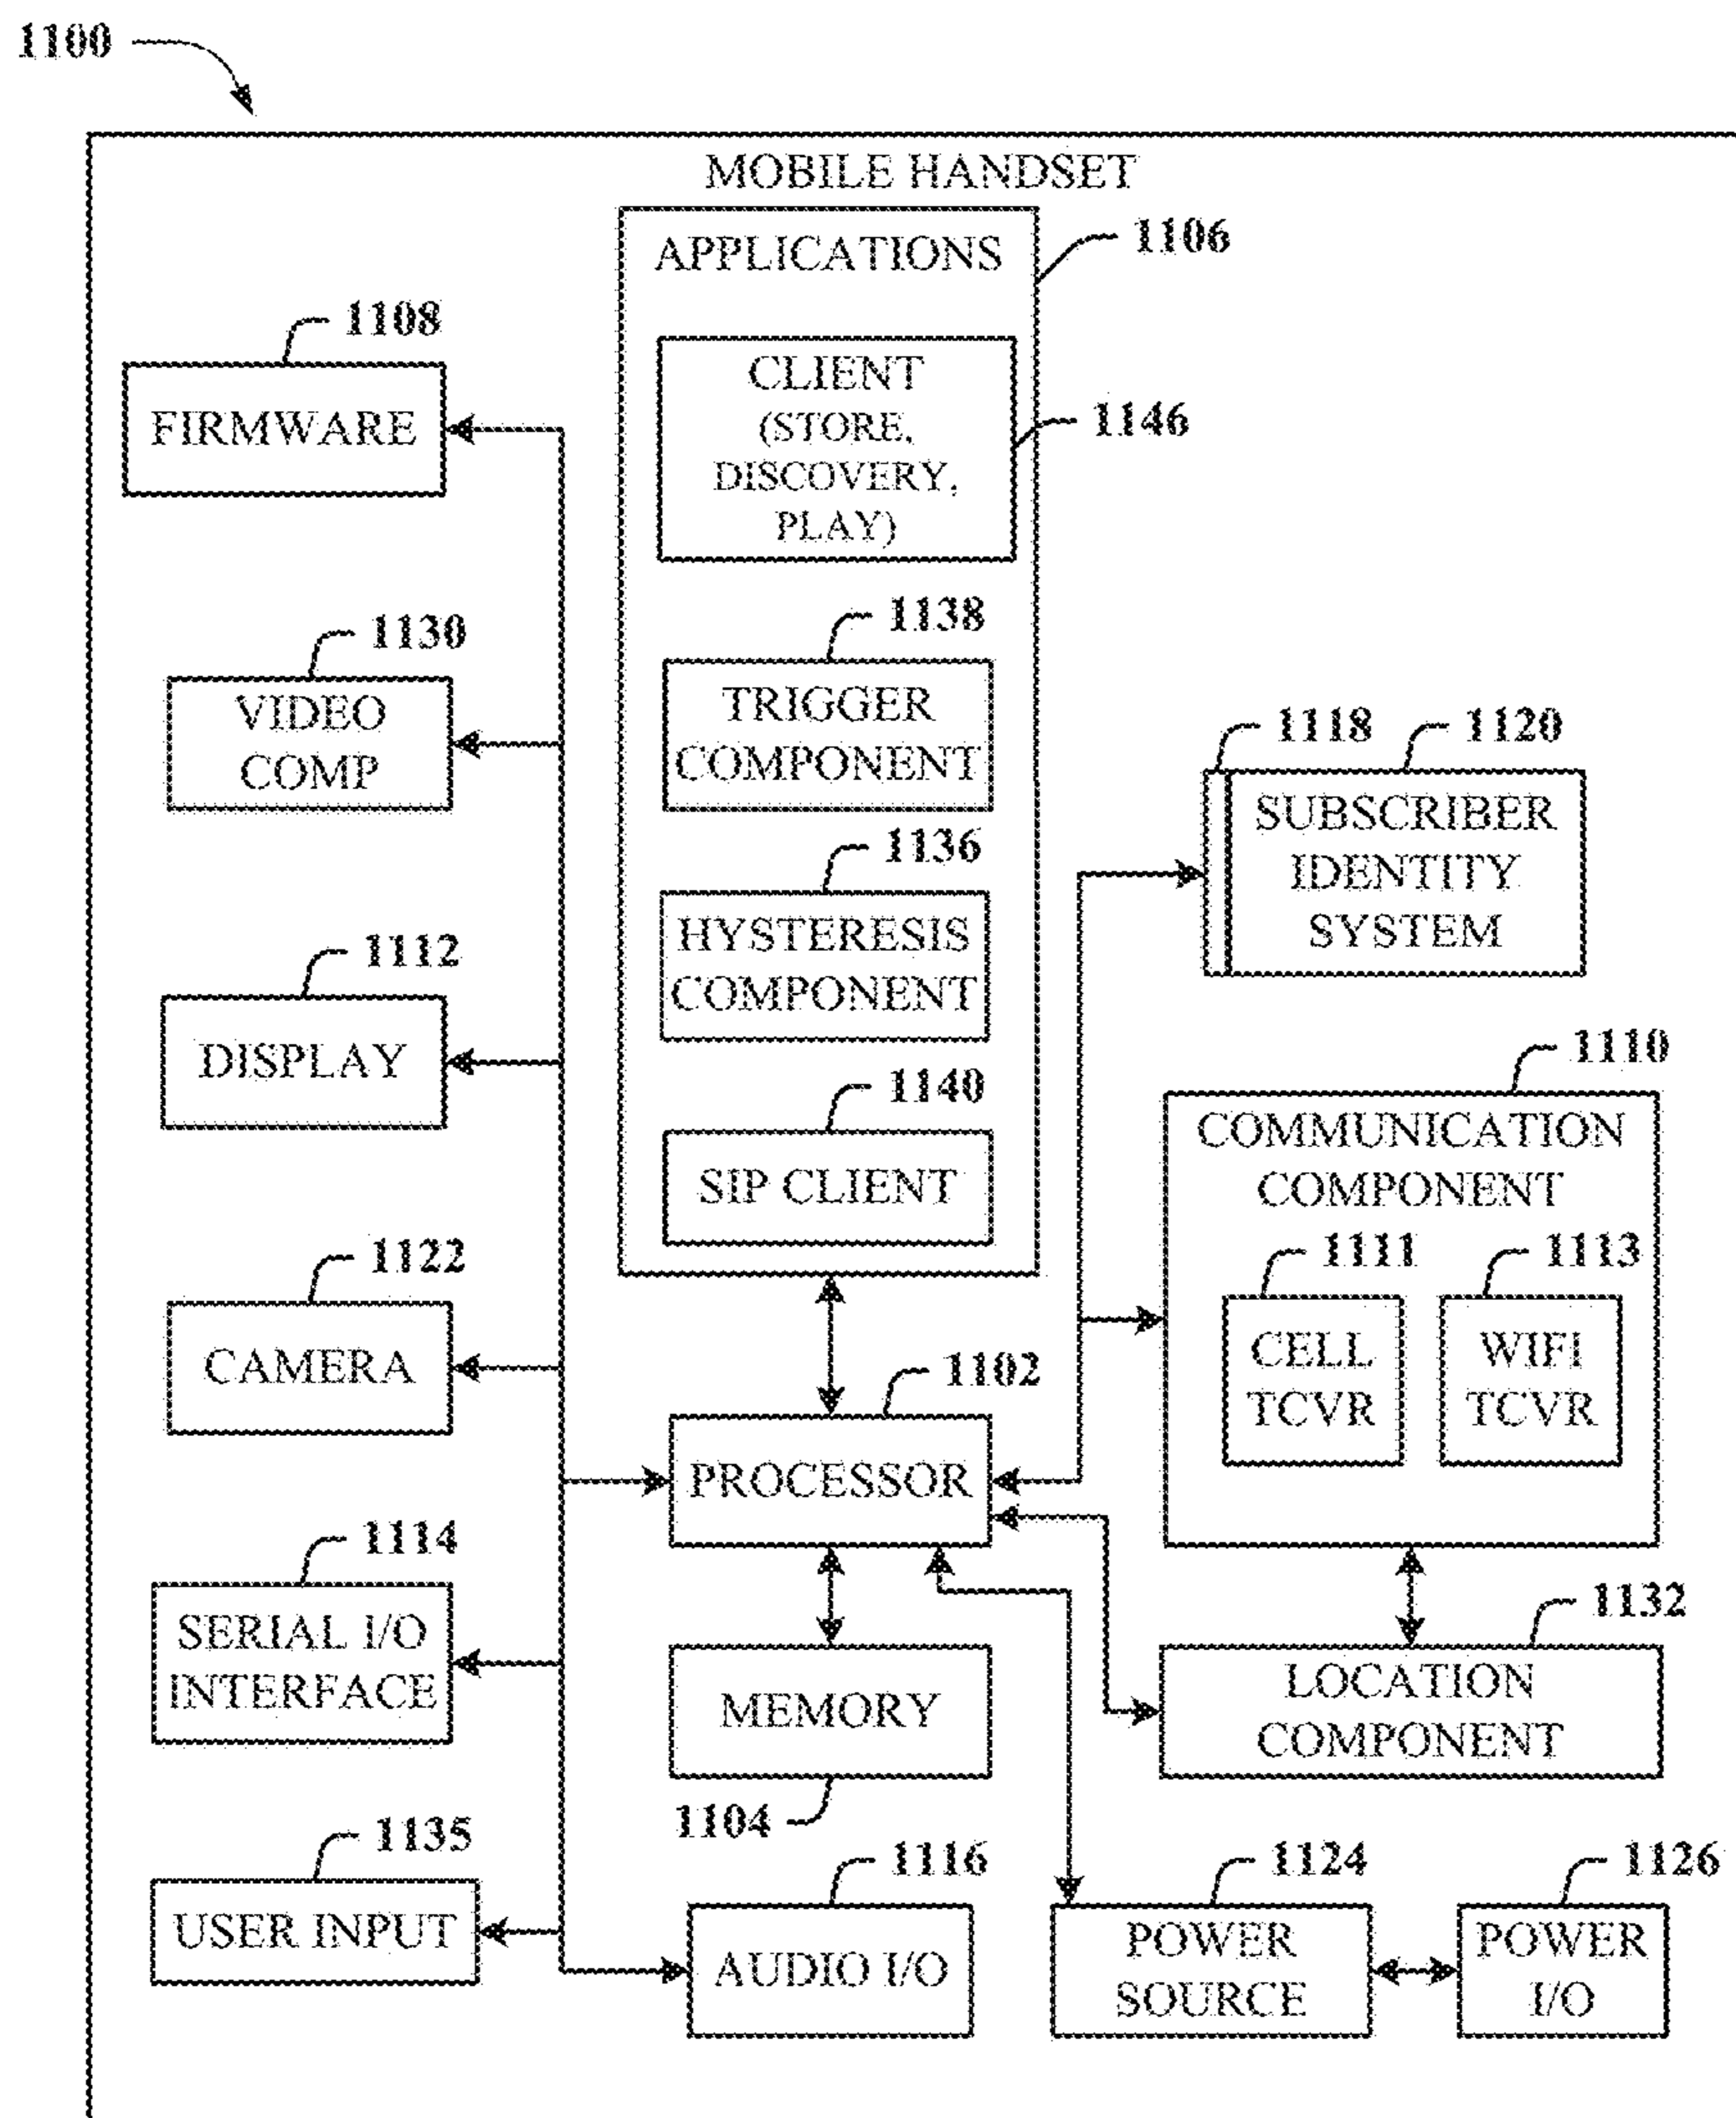 1100
MOBILE HANDSET
APPLICATIONS
1106
CLIENT
(STORE,
DISCOVERY,
PLAY)
1146
1138
TRIGGER
COMPONENT
1136
HYSTERESIS
COMPONENT
1140
SIP CLIENT
1108
FIRMWARE
1130
VIDEO
COMP
1112
DISPLAY
1122
CAMERA
1114
SERIAL I/O
INTERFACE
1135
USER INPUT
1102
PROCESSOR
MEMORY
1104
1116
AUDIO I/O
1118
1120
SUBSCRIBER
IDENTITY
SYSTEM
1110
COMMUNICATION
COMPONENT
1111
CELL
TCVR
1113
WIFI
TCVR
1132
LOCATION
COMPONENT
1124
POWER
SOURCE
1126
POWER
I/O